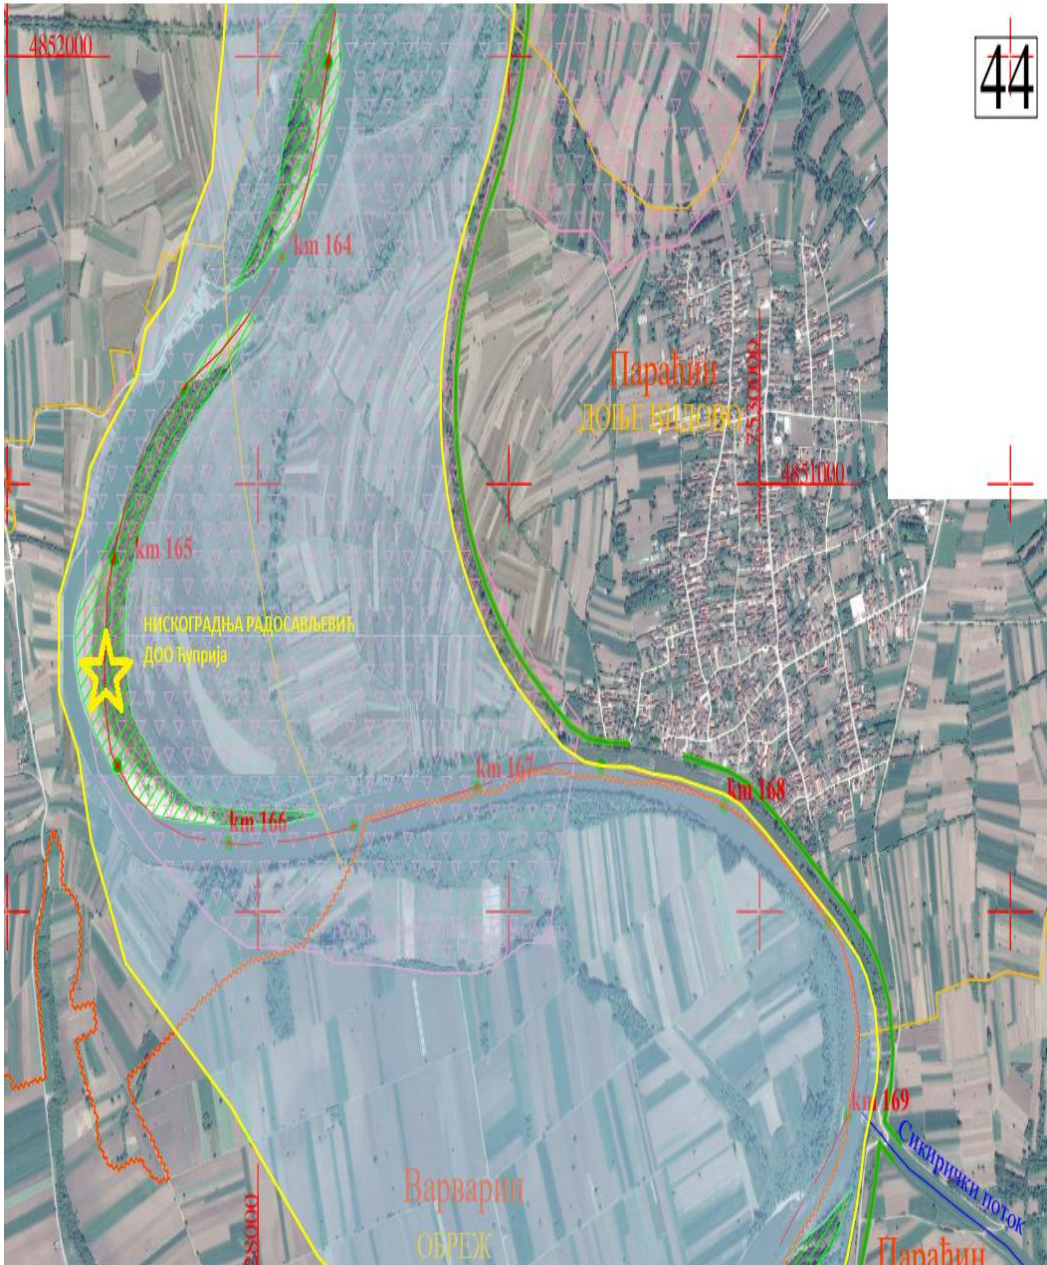 4852000
44
km 164
Параћин
ДОЊЕ ВИДОВО
7530000
4851000
km 165
НИСКОГРАДЊА РАДОСАВЉЕВИЋ
ДОО Ћуприја
km 167
km 168
km 166
km 169
Сикирички поток
Варварин
ОБРЕЖ
28000
Параћин